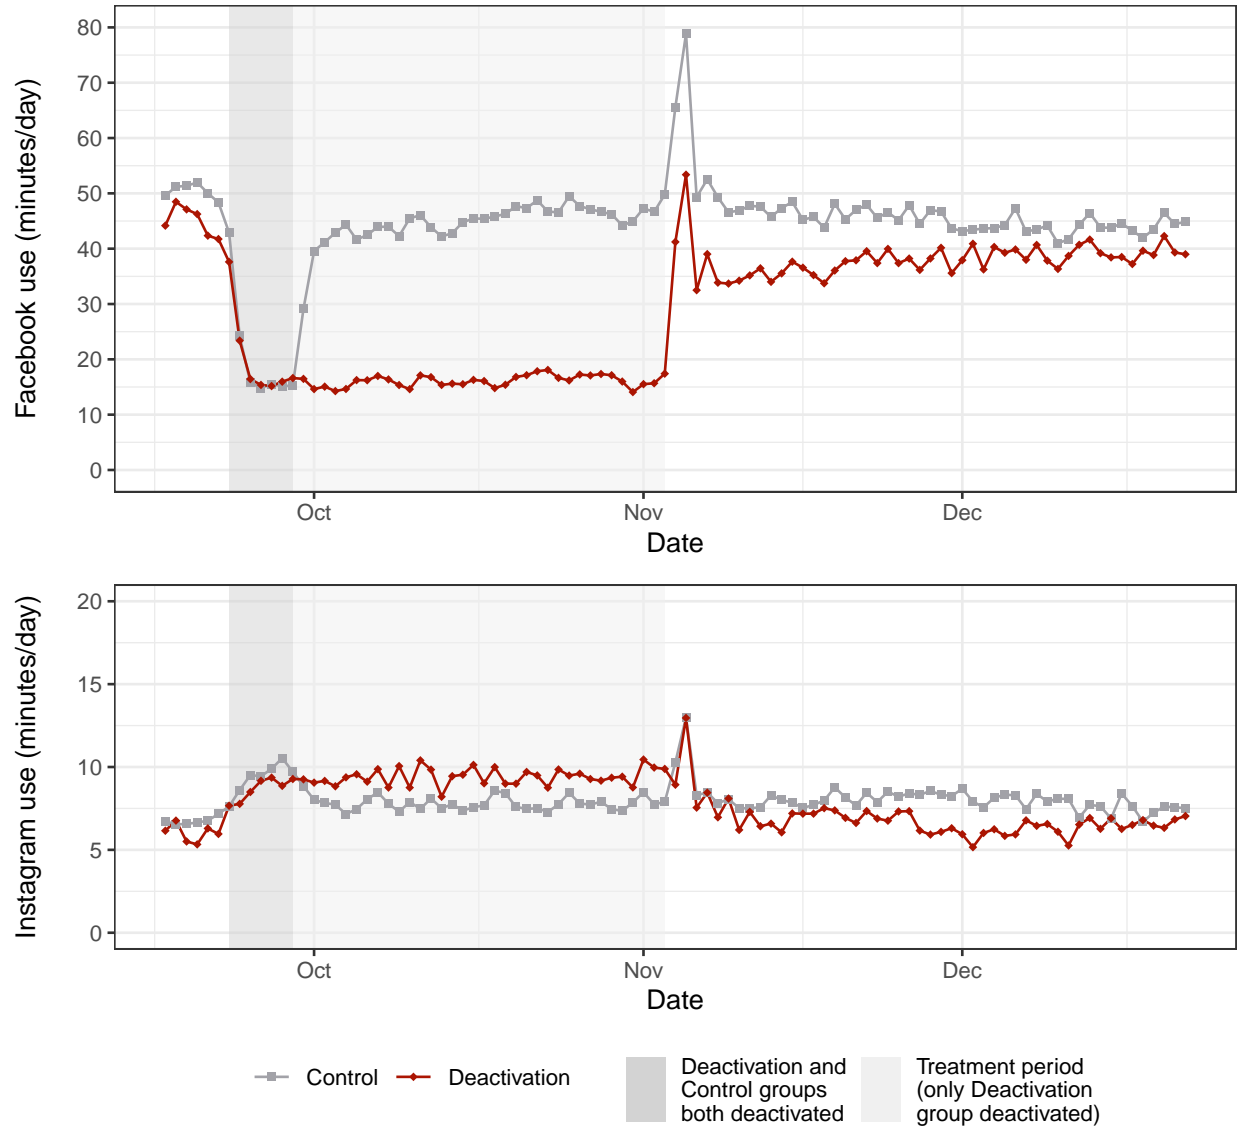 Facebook use (minutes/day)
80
70
60
50
40
30
20
10
0
Oct
Nov
Dec
Date
Instagram use (minutes/day)
20
15
10
5
0
Oct
Nov
Dec
Date
Control
Deactivation
Deactivation and
Control groups
both deactivated
Treatment period
(only Deactivation
group deactivated)